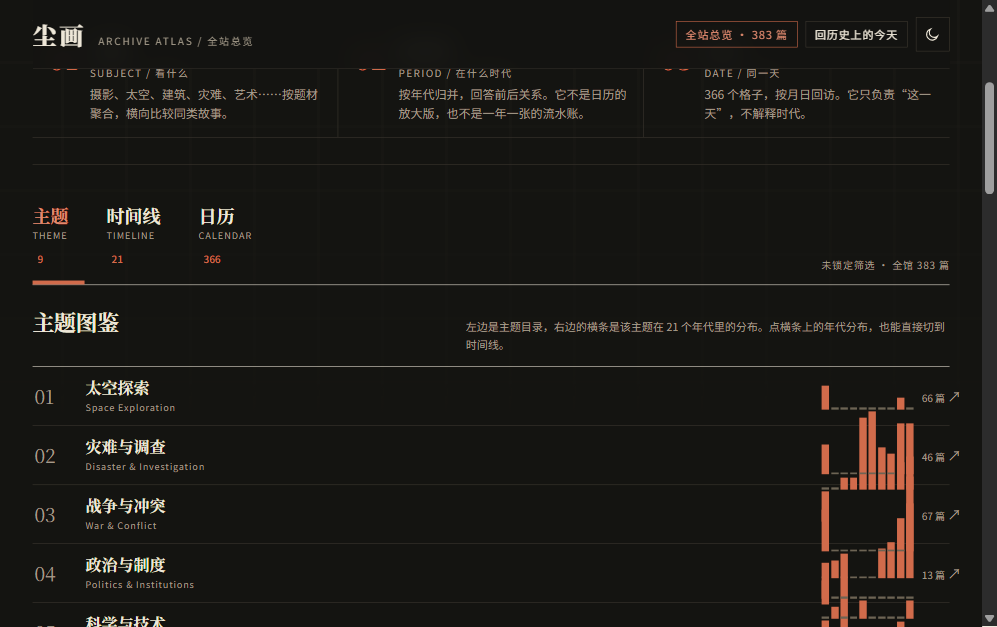 尘画 ARCHIVE ATLAS / 全站总览
全站总览 · 383 篇
回历史上的今天
SUBJECT / 看什么
摄影、太空、建筑、灾难、艺术……按题材
聚合，横向比较同类故事。
PERIOD / 在什么时代
按年代归并，回答前后关系。它不是日历的
放大版，也不是一年一张的流水账。
DATE / 同一天
366 个格子，按月日回访。它只负责“这一
天”，不解释时代。
主题
THEME
9
时间线
TIMELINE
21
日历
CALENDAR
366
未锁定筛选 · 全馆 383 篇
主题图鉴
左边是主题目录，右边的横条是该主题在 21 个年代里的分布。点横条上的年代分布，也能直接切到
时间线。
01 太空探索
Space Exploration
66 篇 ↗
02 灾难与调查
Disaster & Investigation
46 篇 ↗
03 战争与冲突
War & Conflict
67 篇 ↗
04 政治与制度
Politics & Institutions
13 篇 ↗
科学与技术